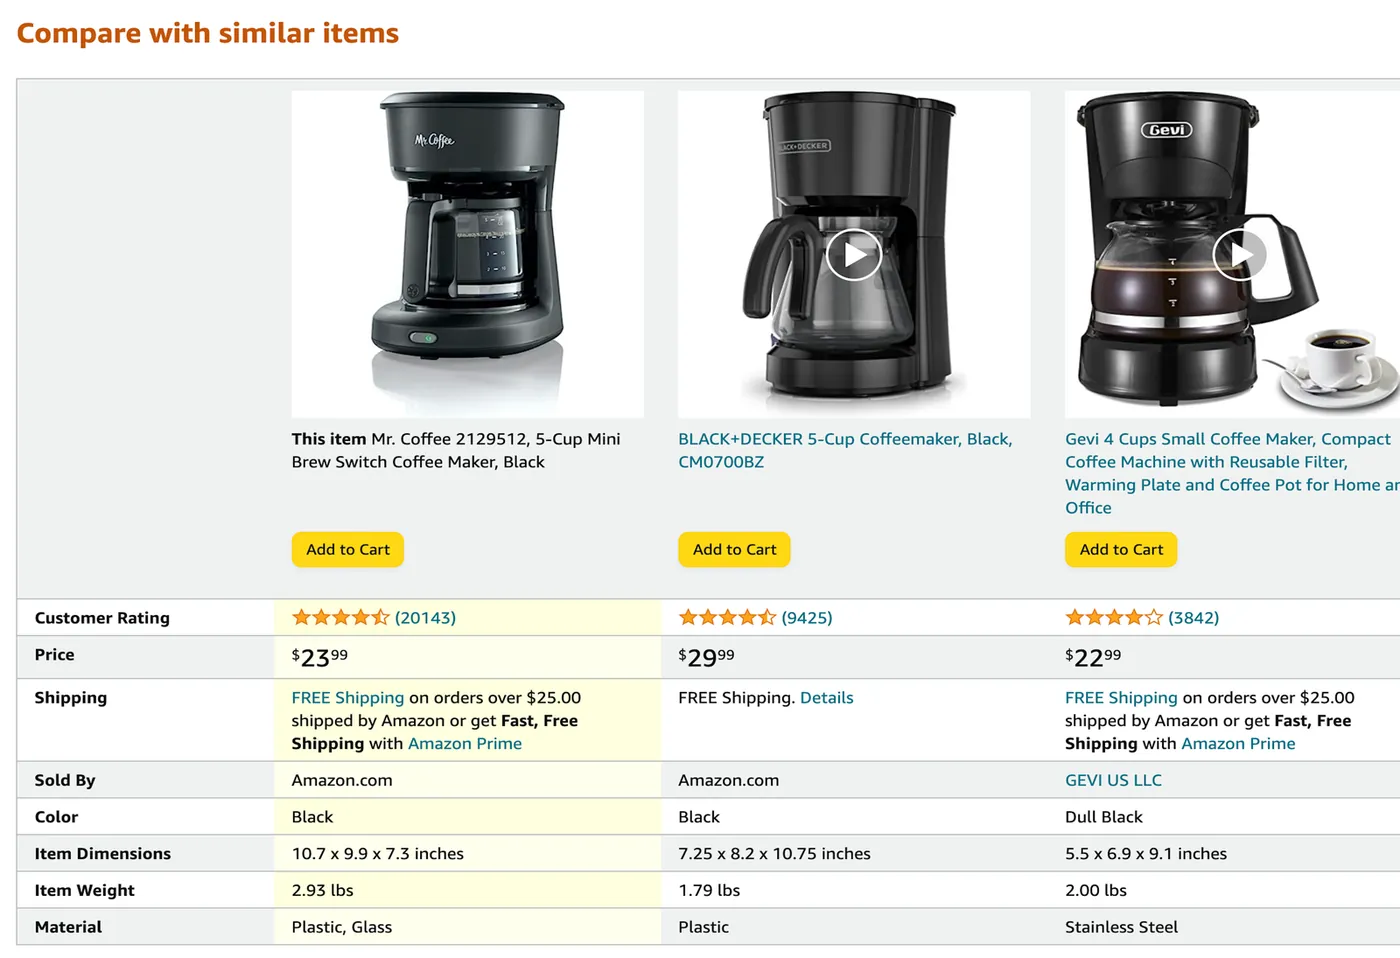 Compare with similar items
Mr. Coffee
BLACK+DECKER
Gevi
This item Mr. Coffee 2129512, 5-Cup Mini
Brew Switch Coffee Maker, Black
BLACK+DECKER 5-Cup Coffeemaker, Black,
CM0700BZ
Gevi 4 Cups Small Coffee Maker, Compact
Coffee Machine with Reusable Filter,
Warming Plate and Coffee Pot for Home
Office
Add to Cart
Add to Cart
Add to Cart
Customer Rating
(20143)
(9425)
(3842)
Price
$23.99
$29.99
$22.99
Shipping
FREE Shipping on orders over $25.00
shipped by Amazon or get Fast, Free
Shipping with Amazon Prime
FREE Shipping. Details
FREE Shipping on orders over $25.00
shipped by Amazon or get Fast, Free
Shipping with Amazon Prime
Sold By
Amazon.com
Amazon.com
GEVI US LLC
Color
Black
Black
Dull Black
Item Dimensions
10.7 x 9.9 x 7.3 inches
7.25 x 8.2 x 10.75 inches
5.5 x 6.9 x 9.1 inches
Item Weight
2.93 lbs
1.79 lbs
2.00 lbs
Material
Plastic, Glass
Plastic
Stainless Steel